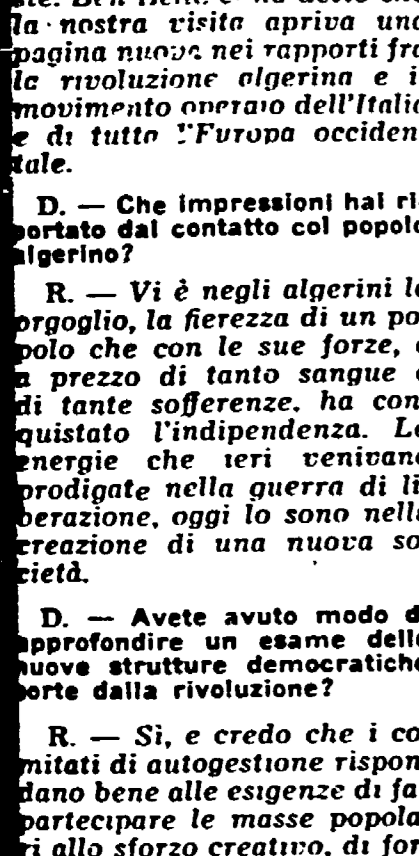 la nostra visita apriva una
pagina nuova nei rapporti fra
la rivoluzione algerina e i
movimento operaio dell'Italia
e di tutta l'Europa occiden
tale.
D. — Che impressioni hai ri
portato dal contatto col popolo
algerino?
R. — Vi è negli algerini l
orgoglio, la fierezza di un po
polo che con le sue forze,
a prezzo di tanto sangue e
di tante sofferenze, ha con
quistato l'indipendenza. Le
energie che ieri venivano
prodigate nella guerra di li
berazione, oggi lo sono nella
creazione di una nuova so
cietà.
D. — Avete avuto modo d
approfondire un esame delle
nuove strutture democratiche
sorte dalla rivoluzione?
R. — Sì, e credo che i co
mitati di autogestione rispon
dano bene alle esigenze di fa
partecipare le masse popola
ri allo sforzo creativo, di for